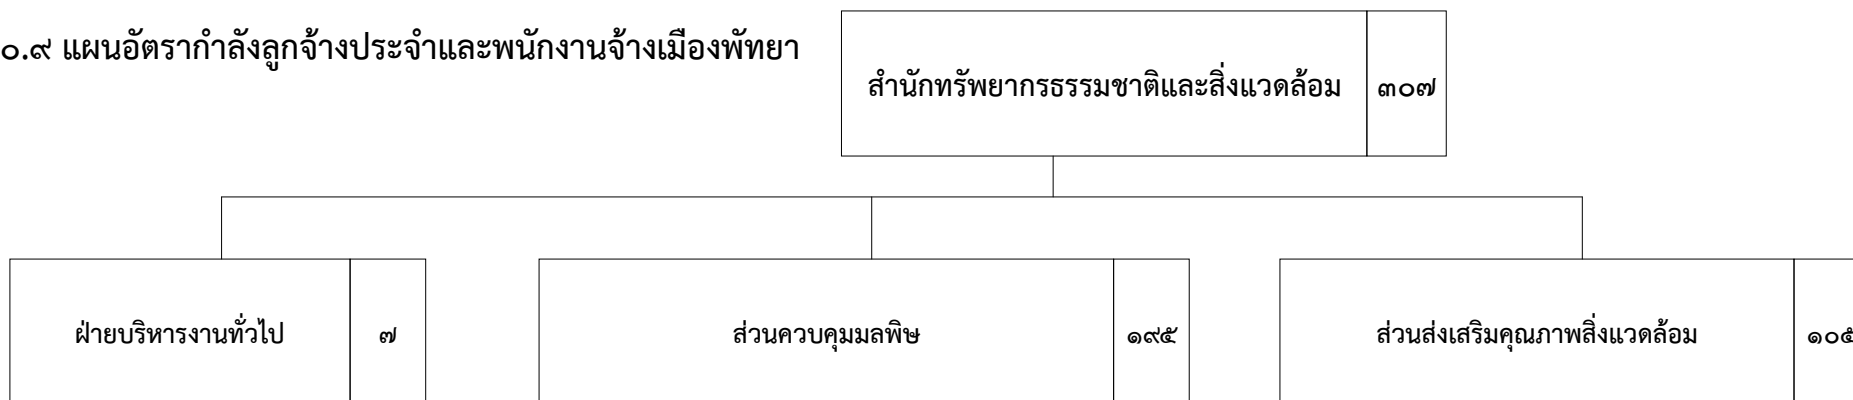 ๐.๙ แผนอัตรากำลังลูกจ้างประจำและพนักงานจ้างเมืองพัทยา
สำนักทรัพยากรธรรมชาติและสิ่งแวดล้อม ๓๐๗
ฝ่ายบริหารงานทั่วไป ๗ ส่วนควบคุมมลพิษ ๑๙๕ ส่วนส่งเสริมคุณภาพสิ่งแวดล้อม ๑๐๕